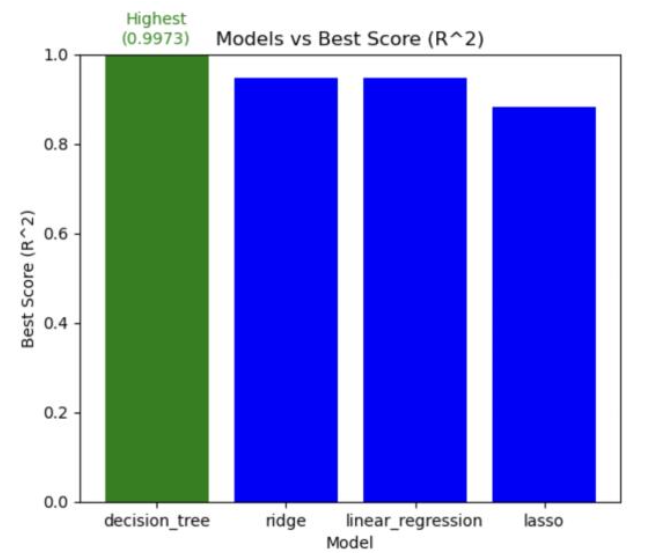 Highest
(0.9973)
Models vs Best Score (R^2)
1.0
0.8
0.6
0.4
0.2
0.0
Best Score (R^2)
decision_tree ridge linear_regression lasso
Model